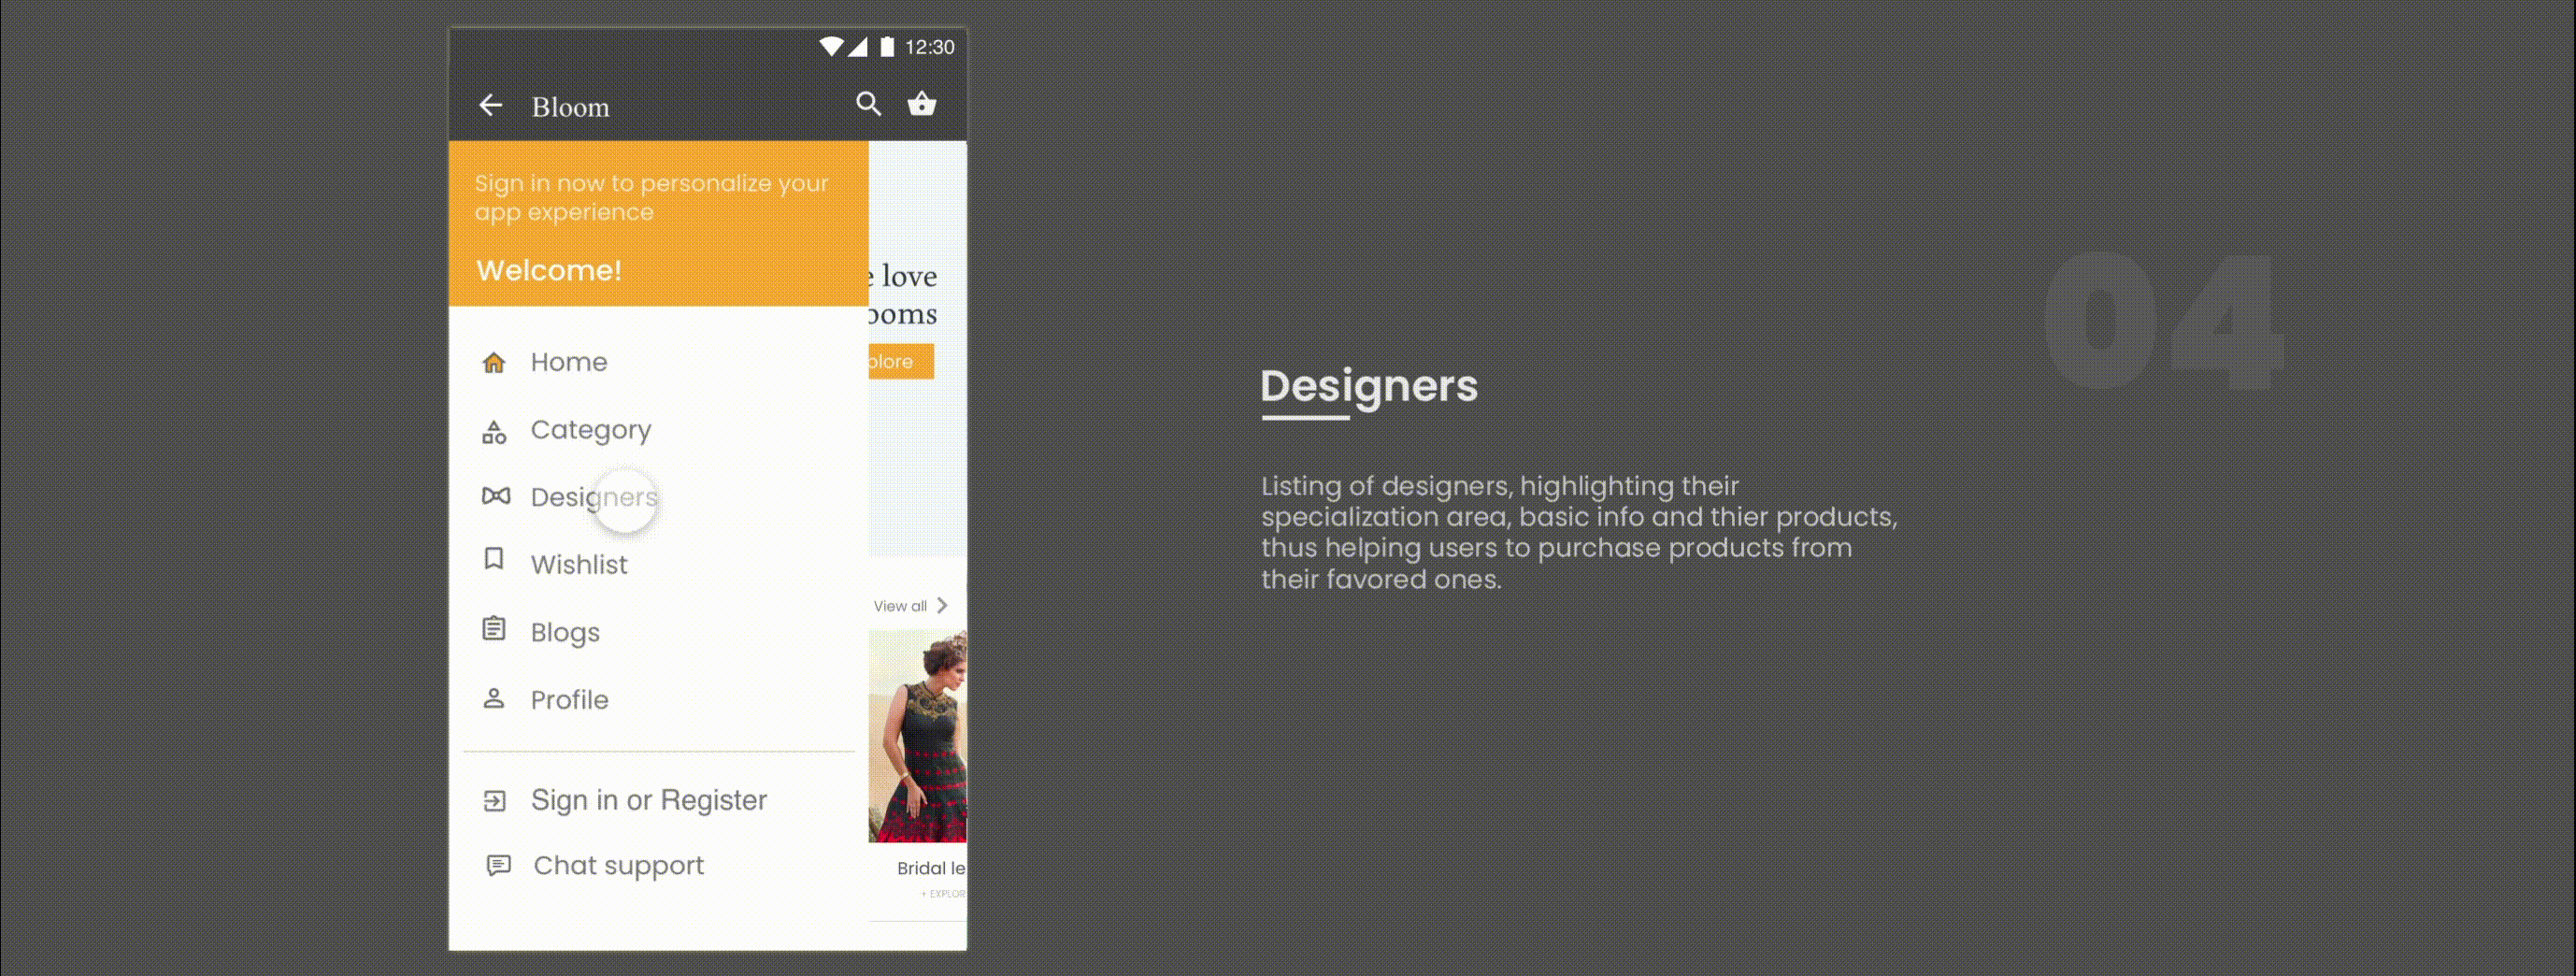 12:30
Bloom
Sign in now to personalize your
app experience
Welcome!
e love
ooms
plore
Home
Category
Designers
Wishlist
Blogs
Profile
Sign in or Register
Chat support
View all
Bridal le
+ EXPLOR
04
Designers
Listing of designers, highlighting their
specialization area, basic info and thier products,
thus helping users to purchase products from
their favored ones.